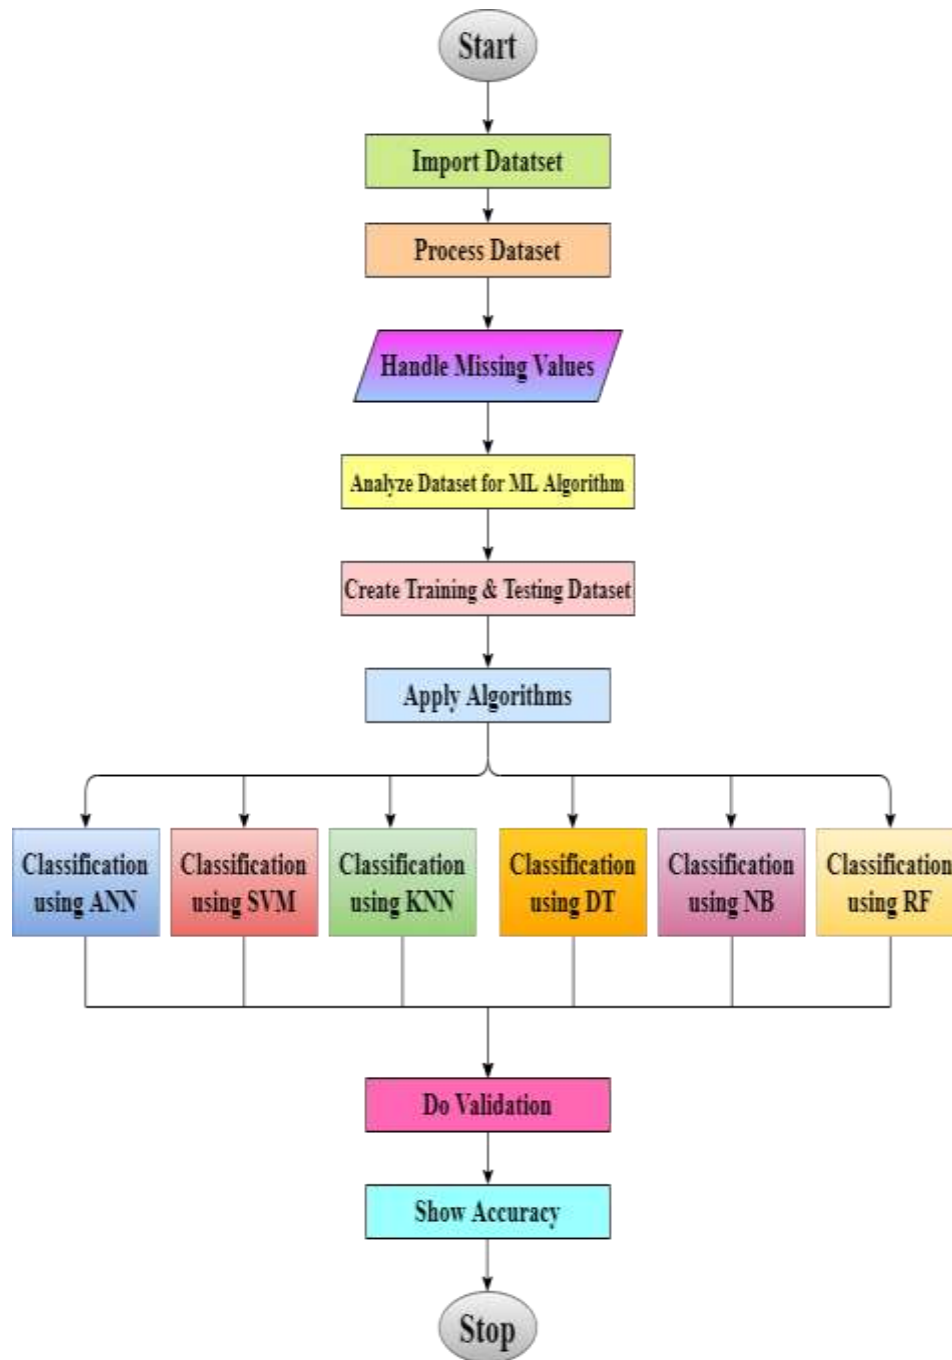 Start
Import Datatset
Process Dataset
Handle Missing Values
Analyze Dataset for ML Algorithm
Create Training & Testing Dataset
Apply Algorithms
Classification
using ANN
Classification
using SVM
Classification
using KNN
Classification
using DT
Classification
using NB
Classification
using RF
Do Validation
Show Accuracy
Stop